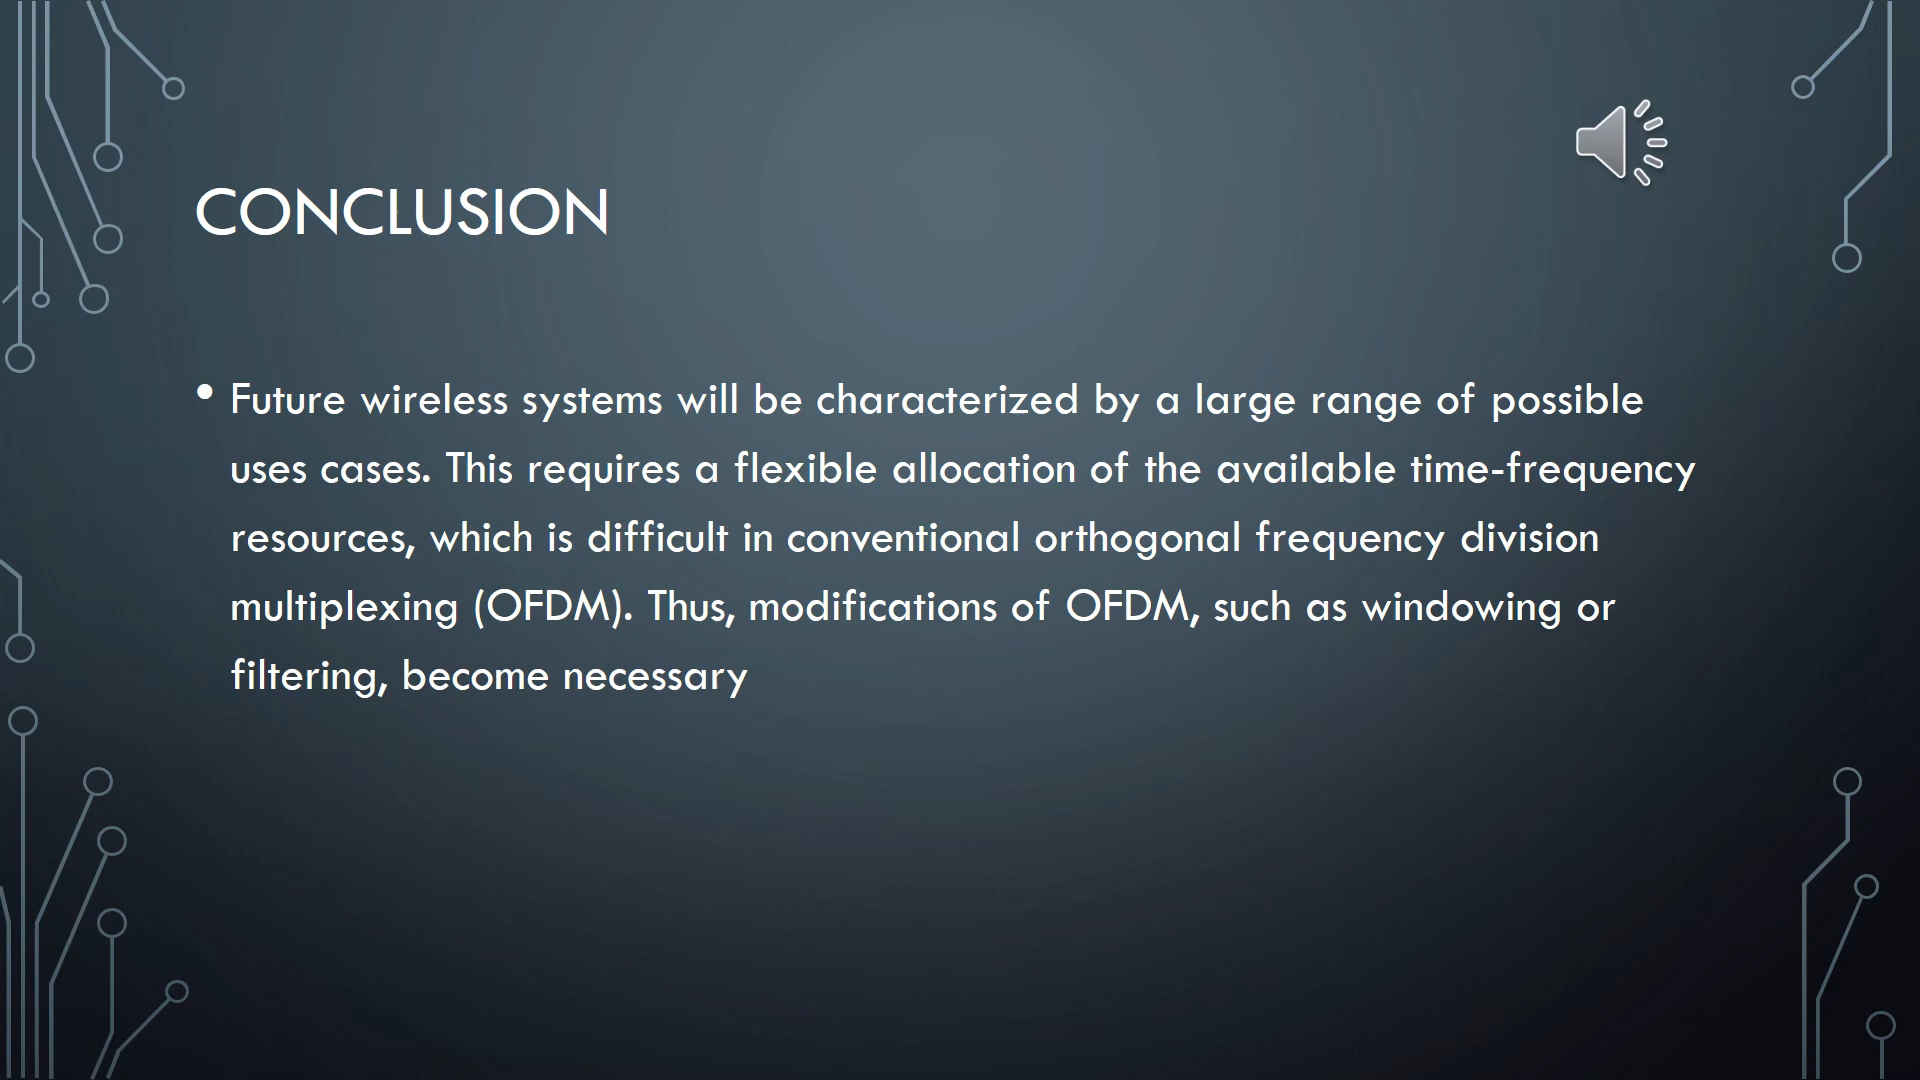 CONCLUSION
• Future wireless systems will be characterized by a large range of possible
uses cases. This requires a flexible allocation of the available time-frequency
resources, which is difficult in conventional orthogonal frequency division
multiplexing (OFDM). Thus, modifications of OFDM, such as windowing or
filtering, become necessary